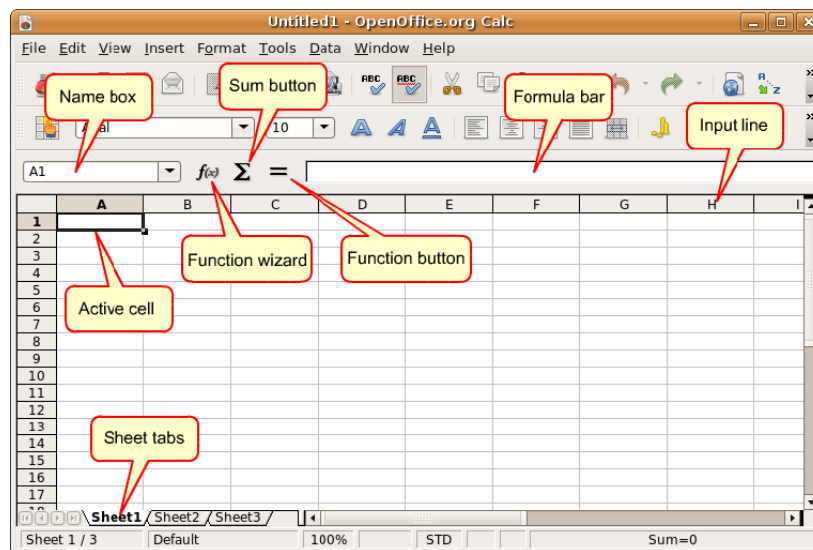 Untitled1 - OpenOffice.org Calc
File Edit View Insert Format Tools Data Window Help
Name box
Sum button
ABC
ABC
Formula bar
Input line
10
A1
f(x) Σ =
A B C D E F G H I
1
2
3
Function wizard
Function button
4
5
Active cell
6
7
8
9
10
11
12
13
Sheet tabs
14
15
16
17
Sheet1 Sheet2 Sheet3
Sheet 1 / 3 Default 100% STD Sum=0